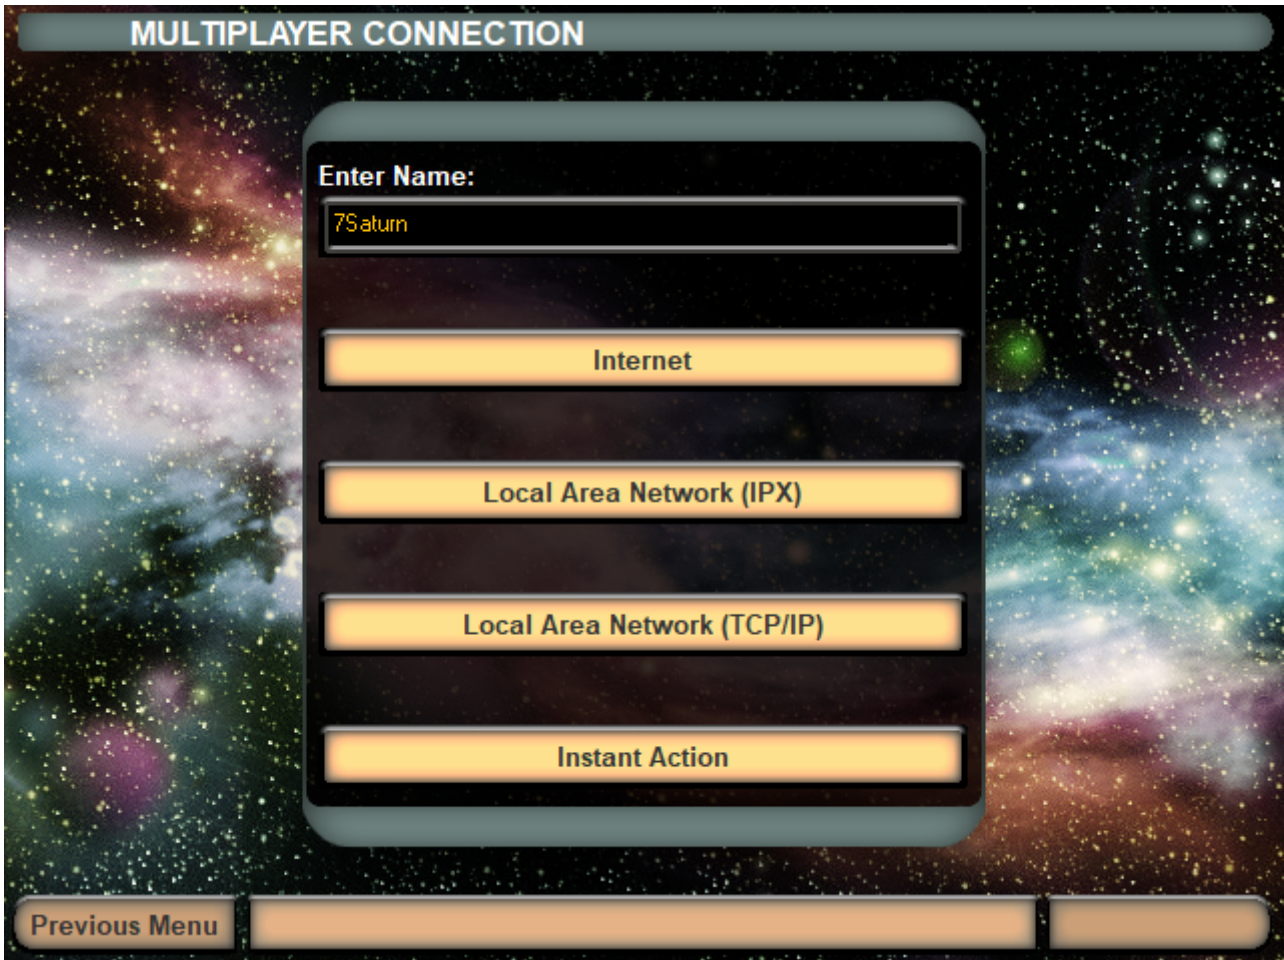 MULTIPLAYER CONNECTION
Enter Name:
7Saturn
Internet
Local Area Network (IPX)
Local Area Network (TCP/IP)
Instant Action
Previous Menu